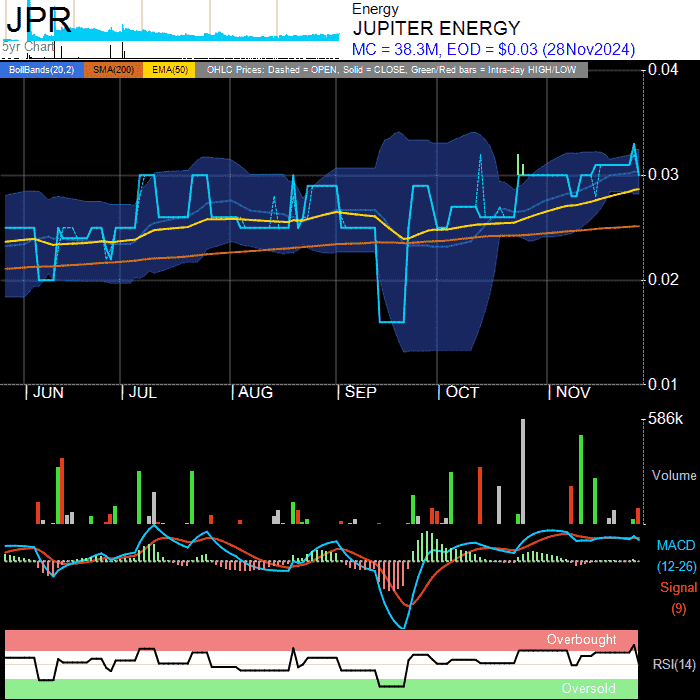 JPR
5yr Chart
Energy
JUPITER ENERGY
MC = 38.3M, EOD = $0.03 (28Nov2024)
BollBands(20,2) SMA(200) EMA(50) OHLC Prices: Dashed = OPEN, Solid = CLOSE, Green/Red bars = Intra-day HIGH/LOW
0.04
0.03
0.02
0.01
JUN JUL AUG SEP OCT NOV
586k
Volume
MACD
(12-26)
Signal
(9)
Overbought
RSI(14)
Oversold